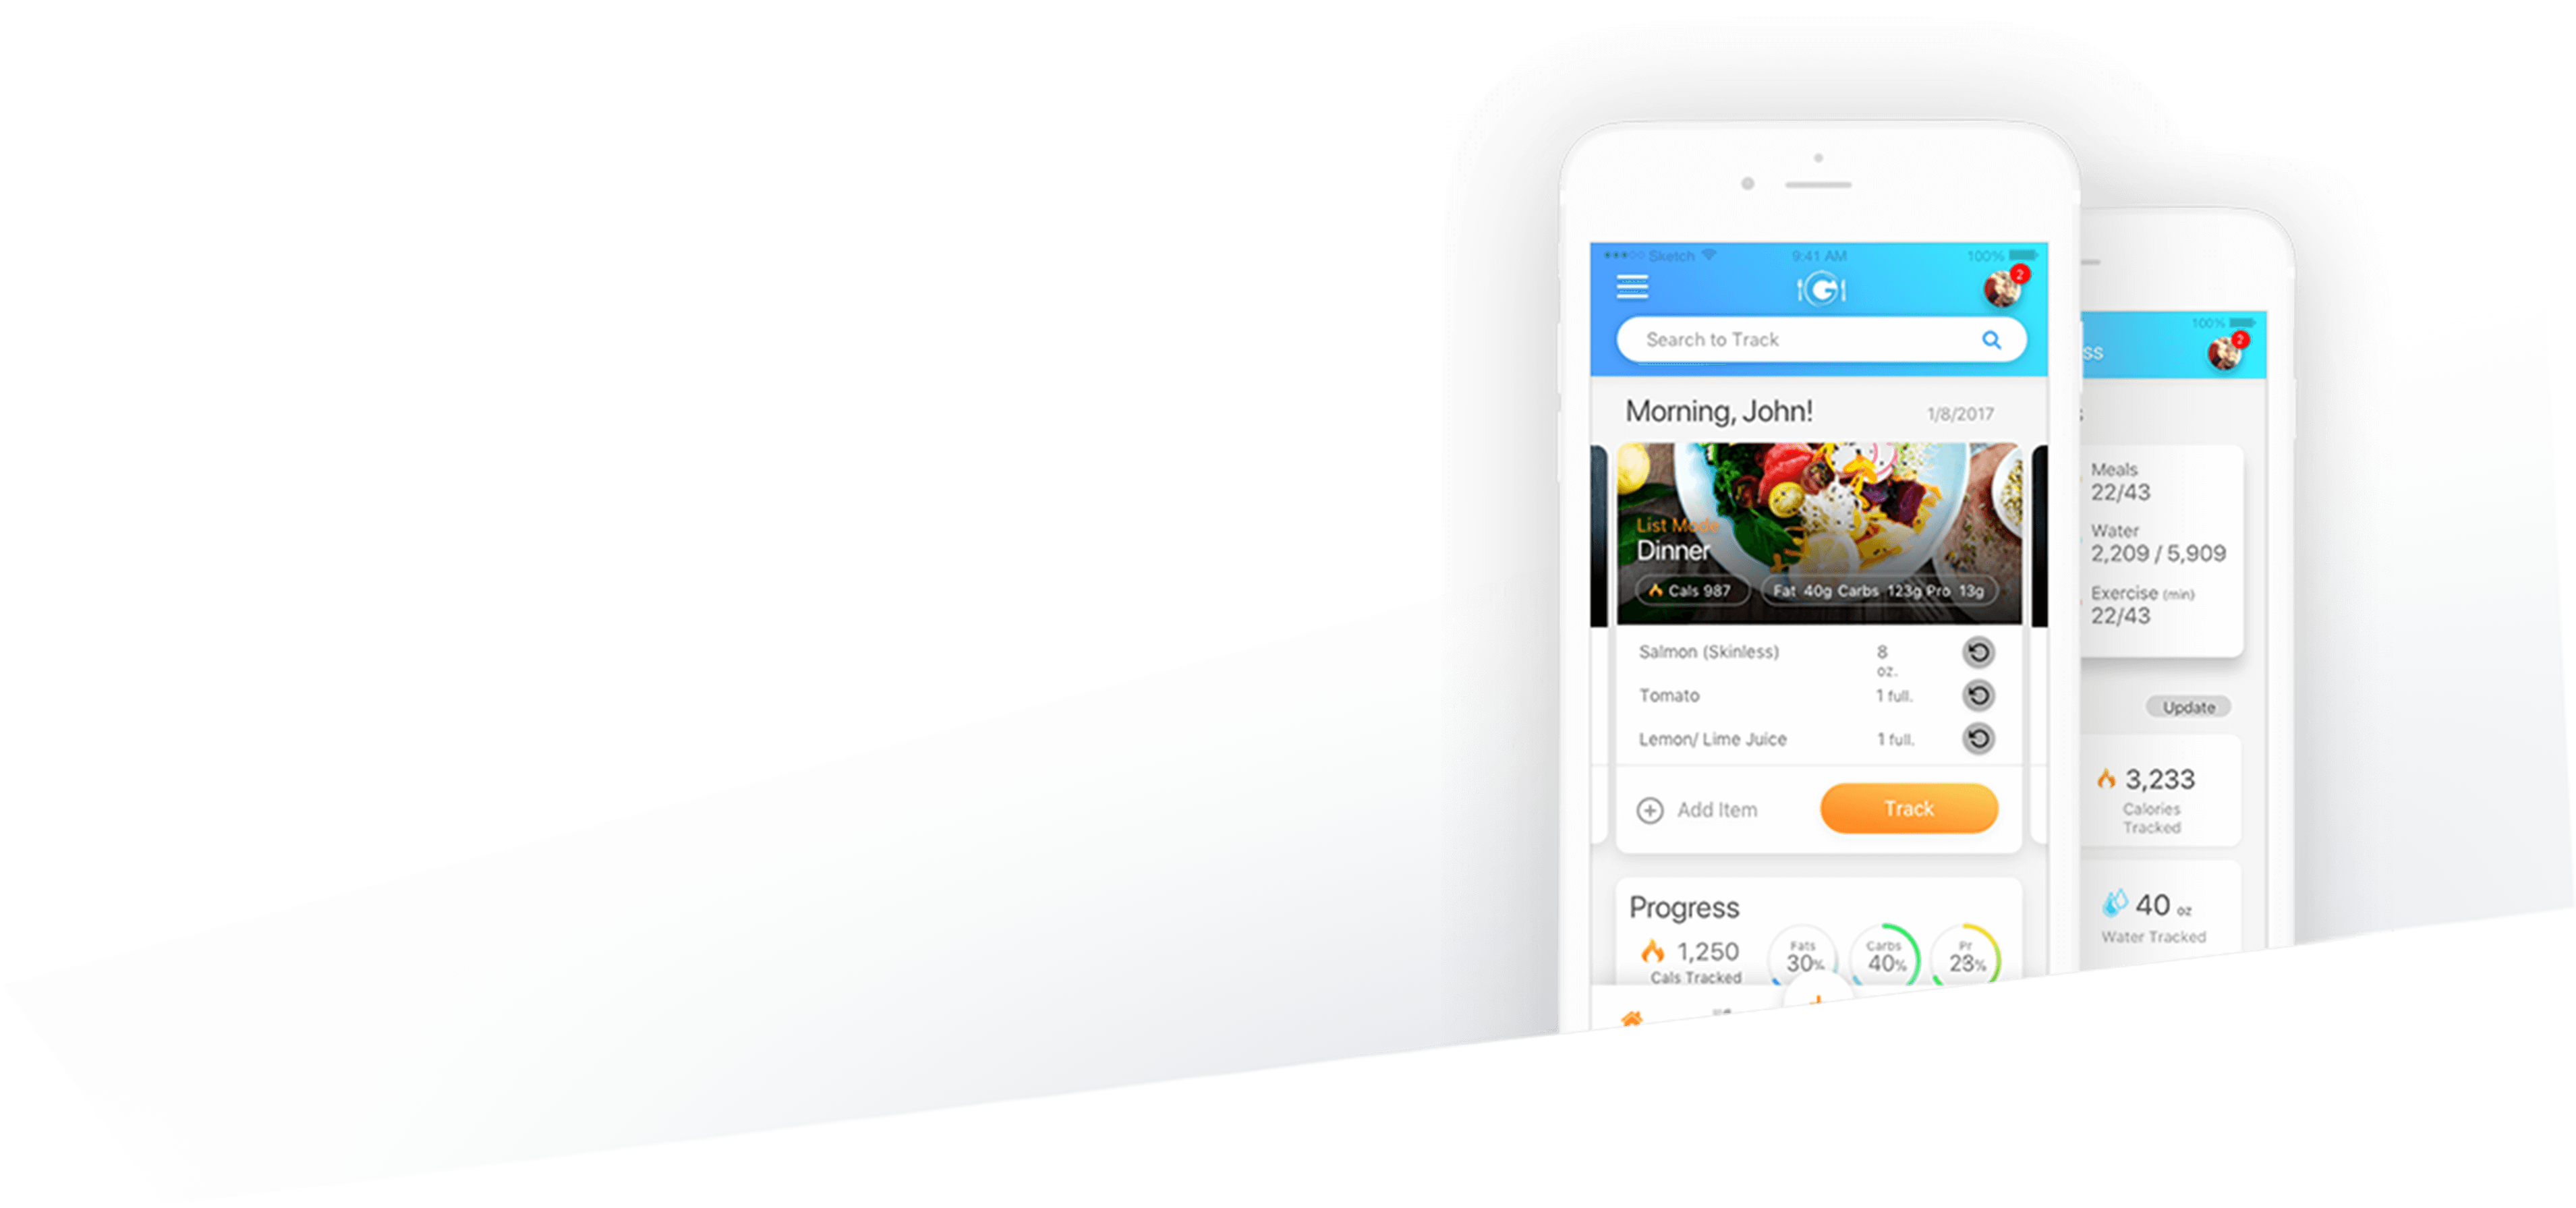 Sketch 9:41 AM 100%
G
2
Search to Track
Morning, John! 1/8/2017
List Mode
Dinner
Cals 987 Fat 40g Carbs 123g Pro 13g
Salmon (Skinless) 8 oz.
Tomato 1 full.
Lemon/ Lime Juice 1 full.
Add Item Track
Progress
1,250
Cals Tracked
Fats
30%
Carbs
40%
Pr
23%
100%
ss
2
s
Meals
22/43
Water
2,209 / 5,909
Exercise (min)
22/43
Update
3,233
Calories
Tracked
40 oz
Water Tracked